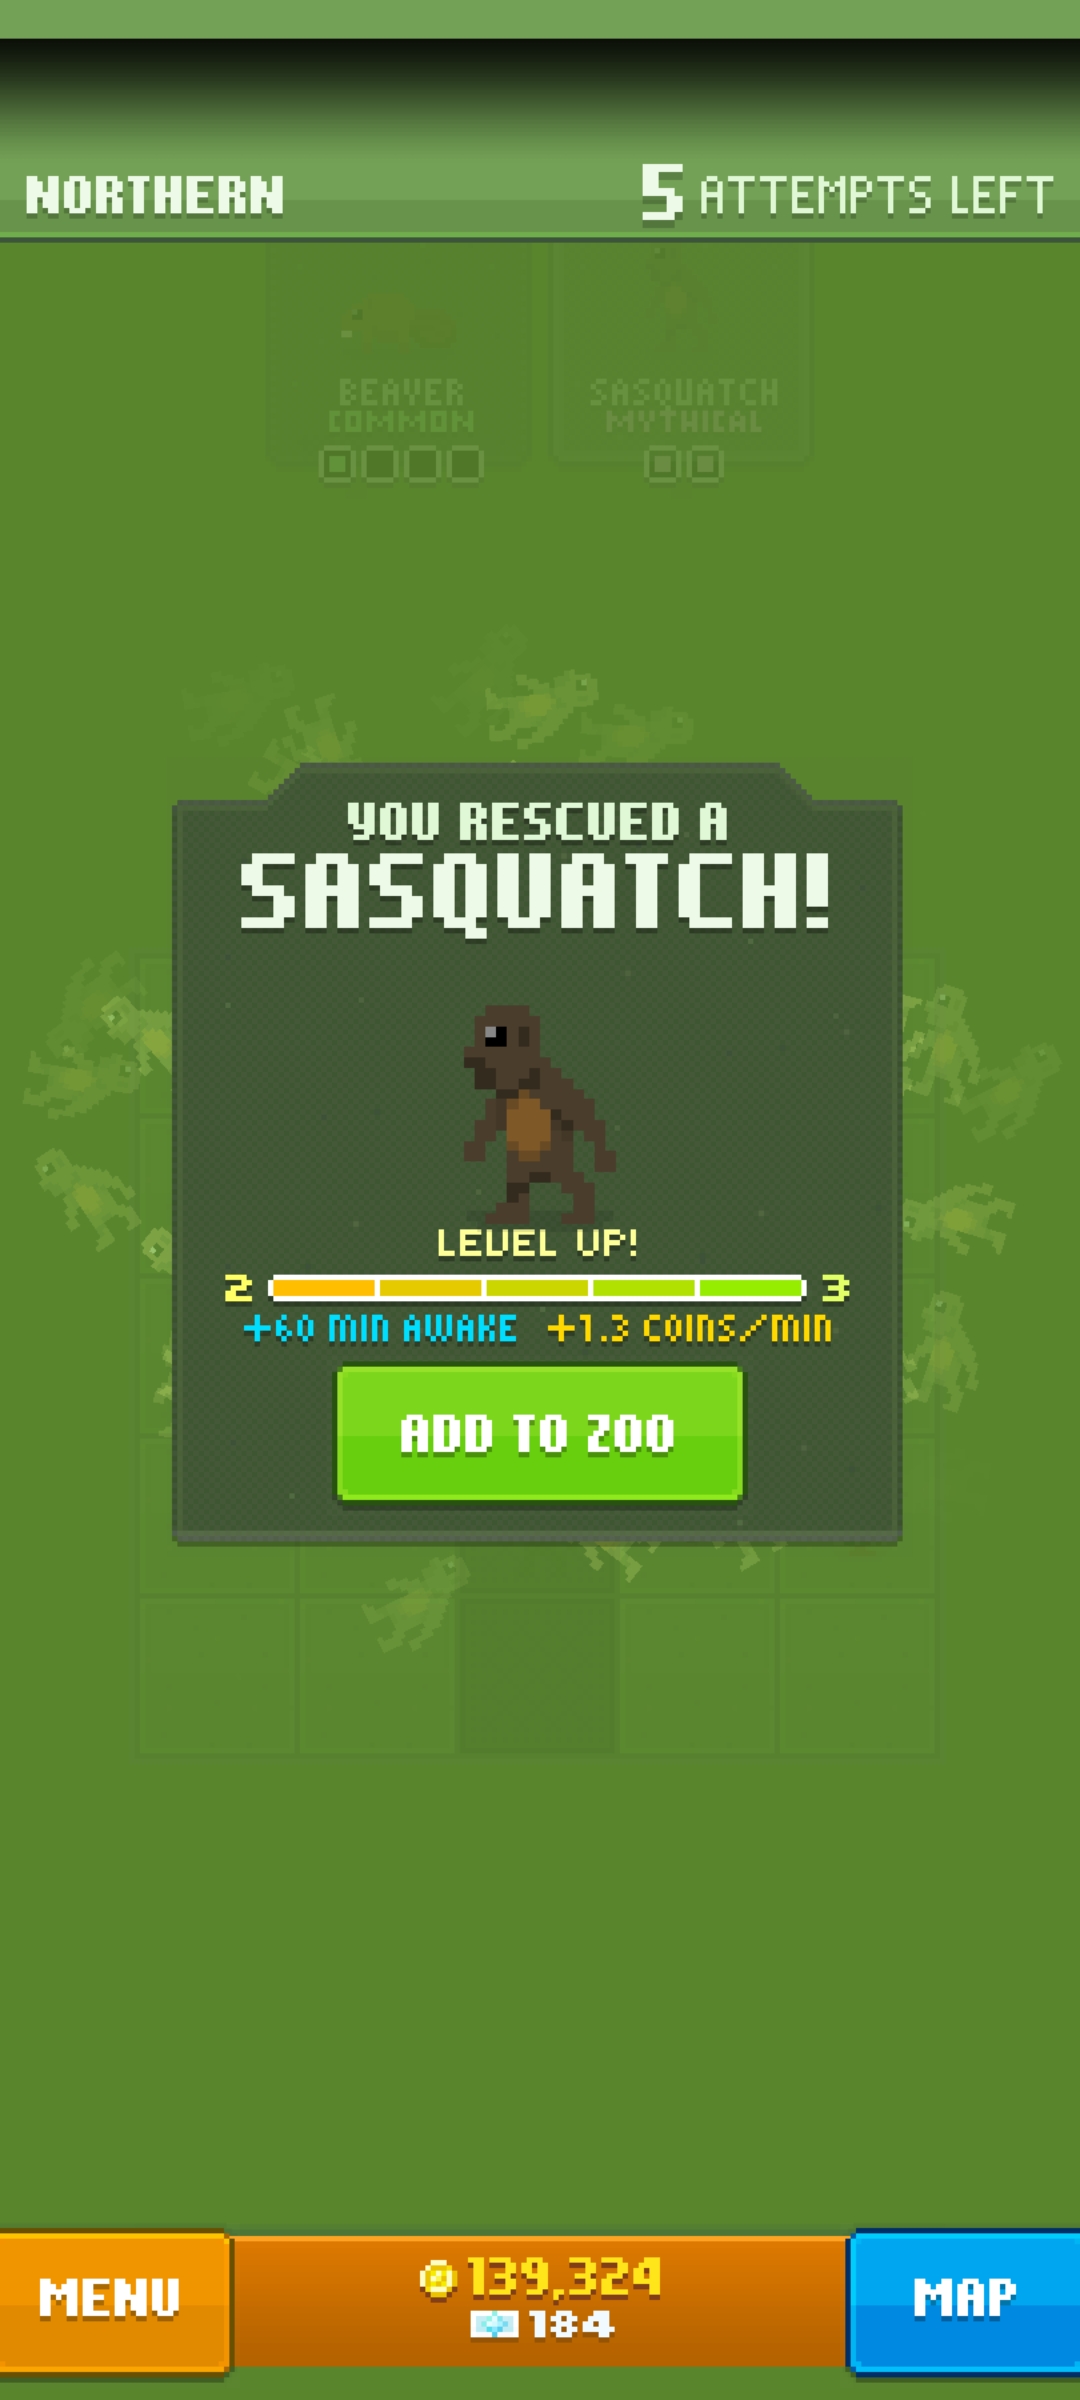 NORTHERN
5 ATTEMPTS LEFT
BEAVER
COMMON
SASQUATCH
MYTHICAL
YOU RESCUED A
SASQUATCH!
LEVEL UP!
2 3
+60 MIN AWAKE +1.3 COINS/MIN
ADD TO ZOO
MENU
139,324
184
MAP